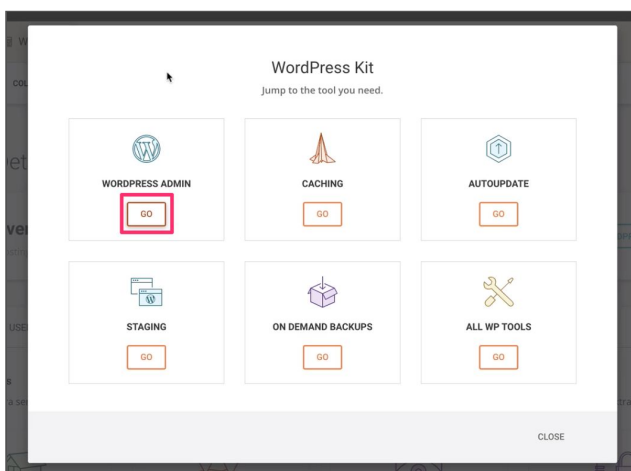 WordPress Kit
Jump to the tool you need.
WORDPRESS ADMIN
GO
CACHING
GO
AUTOUPDATE
GO
STAGING
GO
ON DEMAND BACKUPS
GO
ALL WP TOOLS
GO
CLOSE